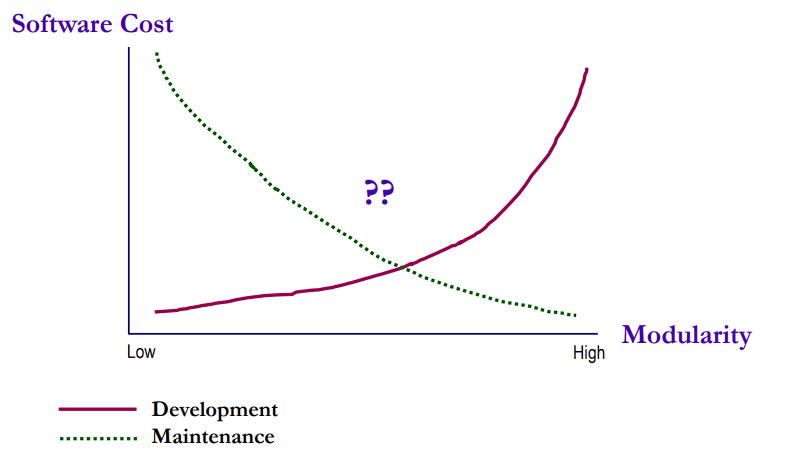 Software Cost
??
Low
High
Modularity
Development
Maintenance